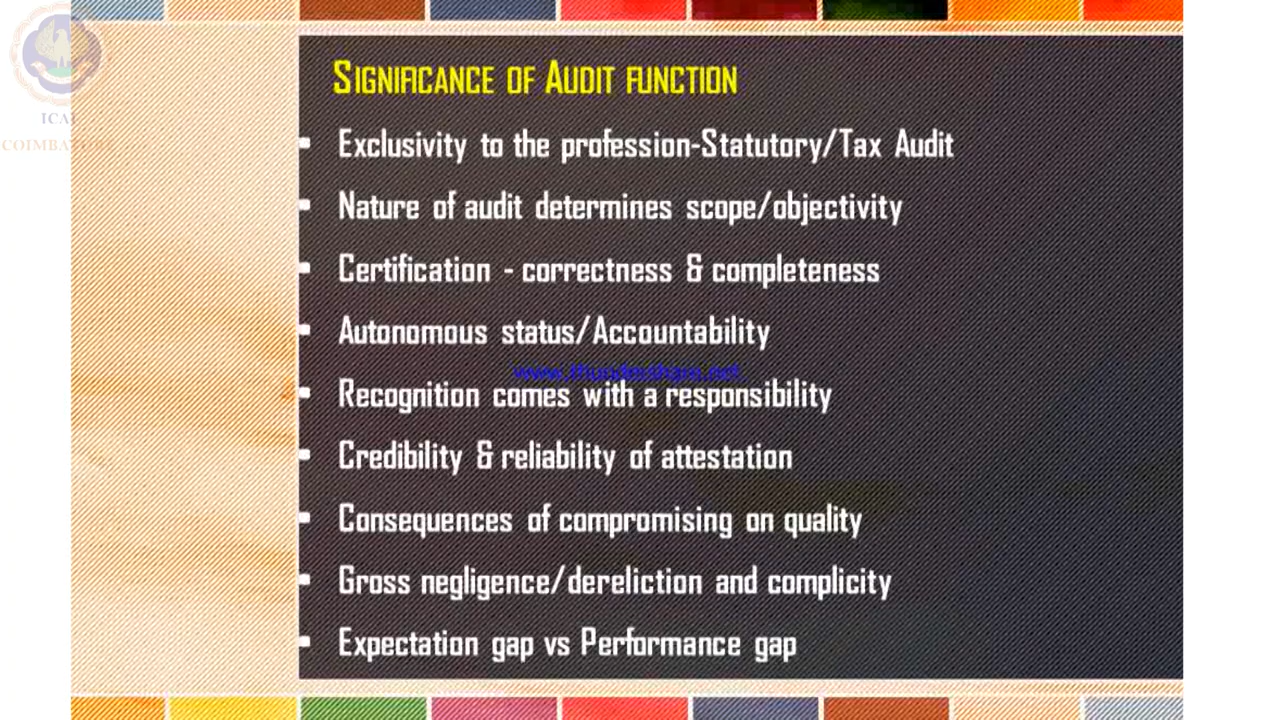 ICAI
COIMBATORE
SIGNIFICANCE OF AUDIT FUNCTION
Exclusivity to the profession-Statutory/Tax Audit
Nature of audit determines scope/objectivity
Certification - correctness & completeness
Autonomous status/Accountability
Recognition comes with a responsibility
Credibility & reliability of attestation
Consequences of compromising on quality
Gross negligence/dereliction and complicity
Expectation gap vs Performance gap